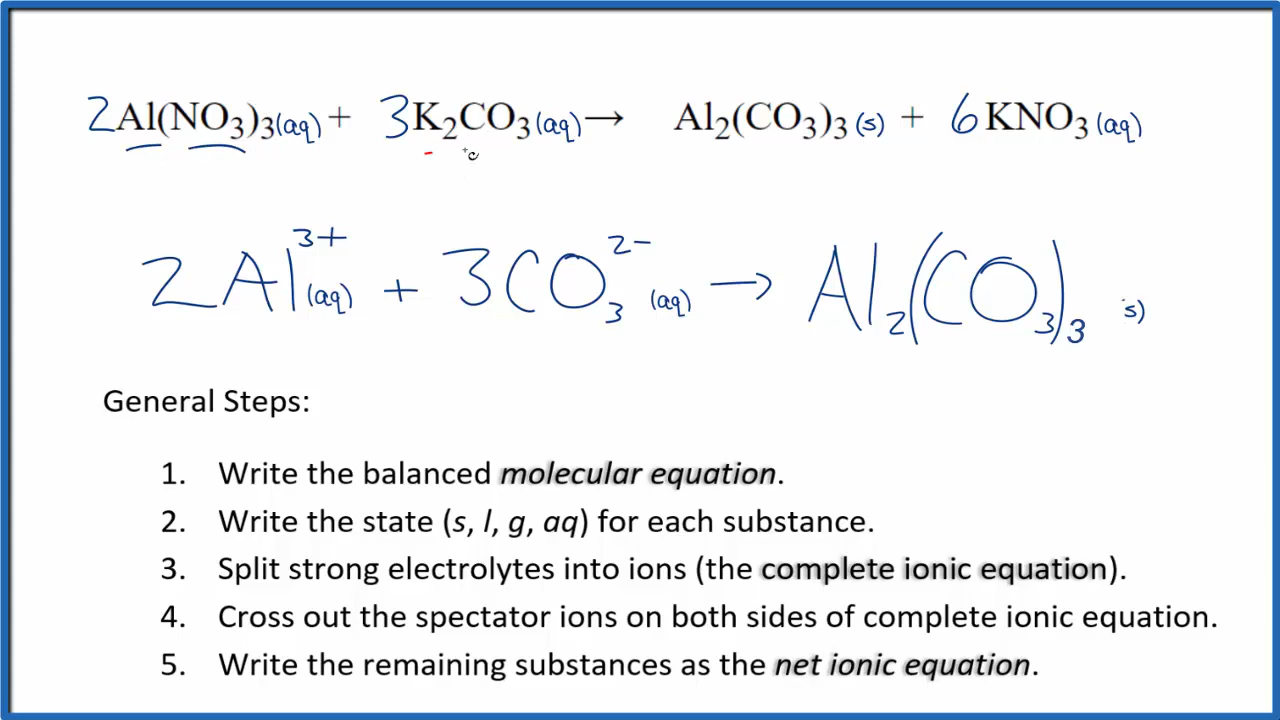 2Al(NO₃)₃(aq) + 3K₂CO₃(aq) → Al₂(CO₃)₃(s) + 6KNO₃(aq)
2Al³⁺(aq) + 3CO₃²⁻(aq) → Al₂(CO₃)₃ s)
General Steps:
1. Write the balanced molecular equation.
2. Write the state (s, l, g, aq) for each substance.
3. Split strong electrolytes into ions (the complete ionic equation).
4. Cross out the spectator ions on both sides of complete ionic equation.
5. Write the remaining substances as the net ionic equation.